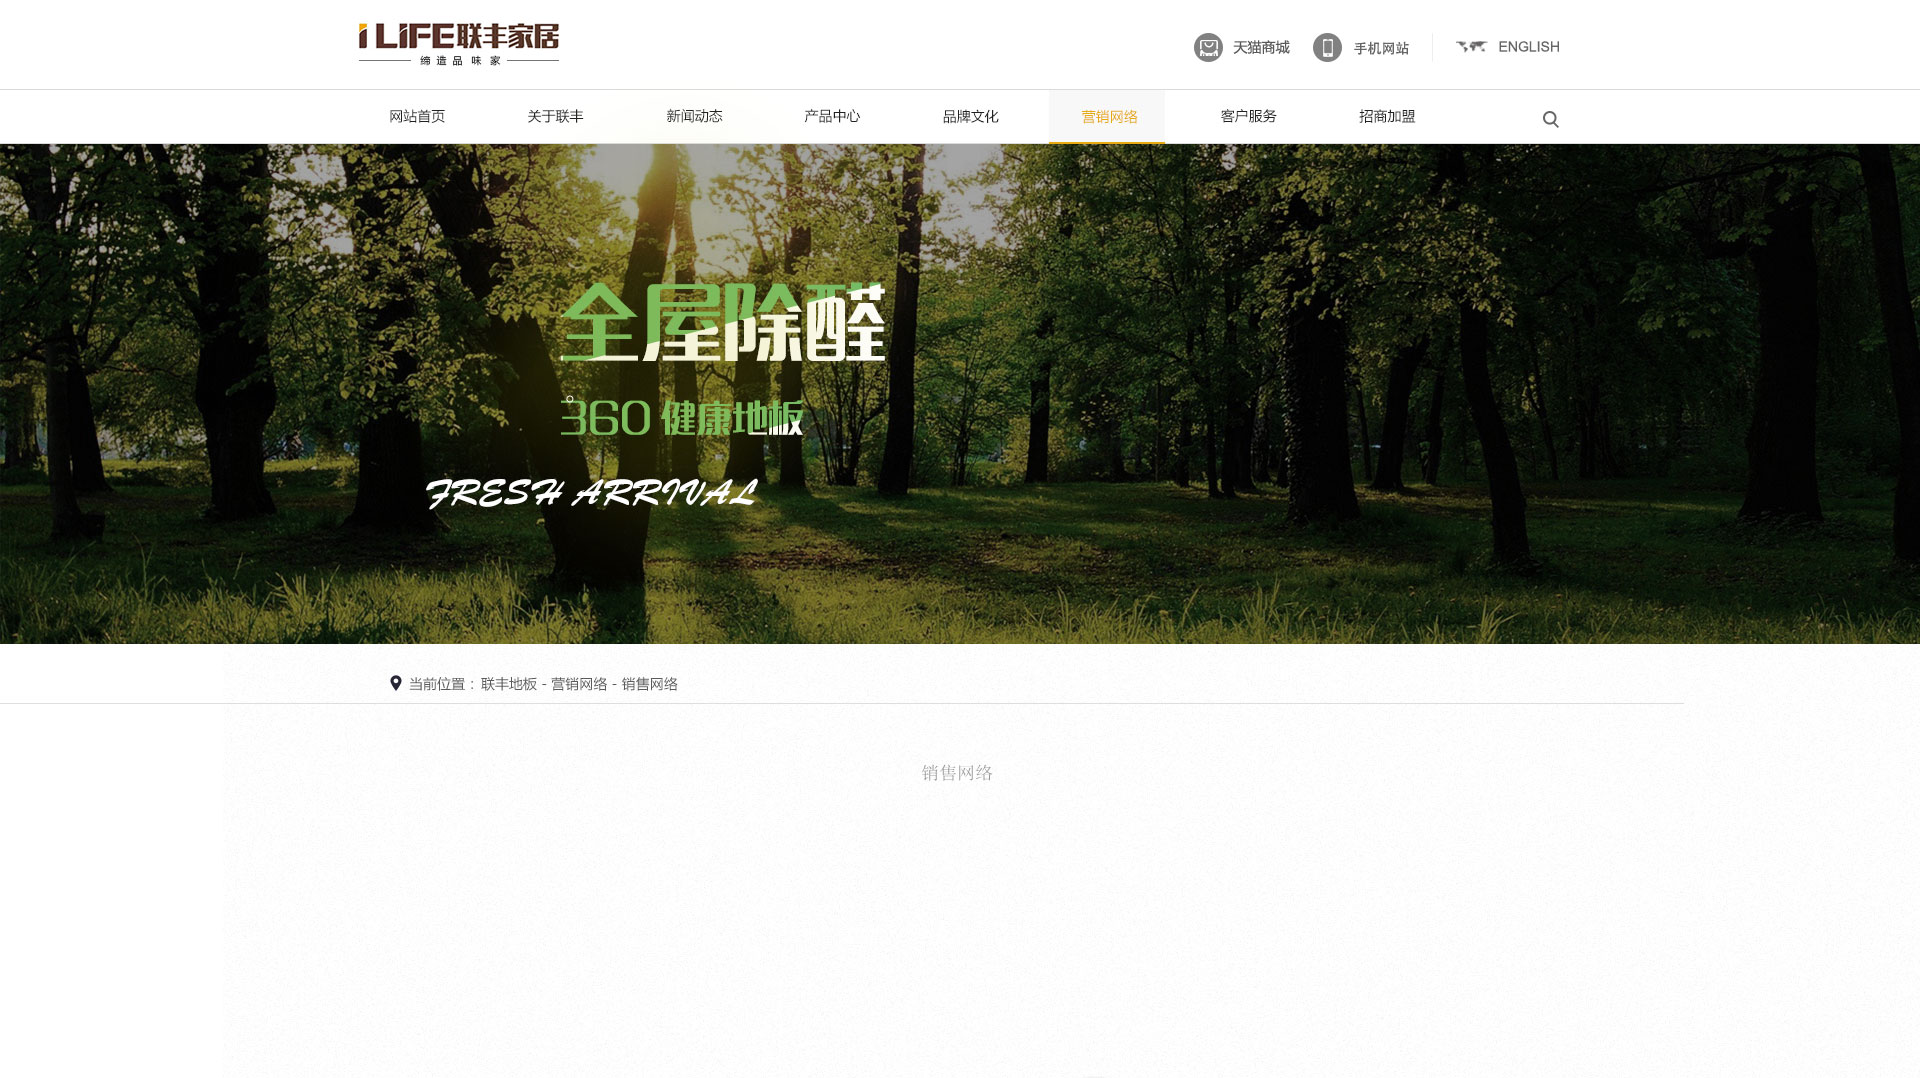 iLIFE联丰家居
缔造品味家
天猫商城
手机网站
ENGLISH
网站首页 关于联丰 新闻动态 产品中心 品牌文化 营销网络 客户服务 招商加盟
全屋除醛
360 健康地板
FRESH ARRIVAL
当前位置：联丰地板 - 营销网络 - 销售网络
销售网络